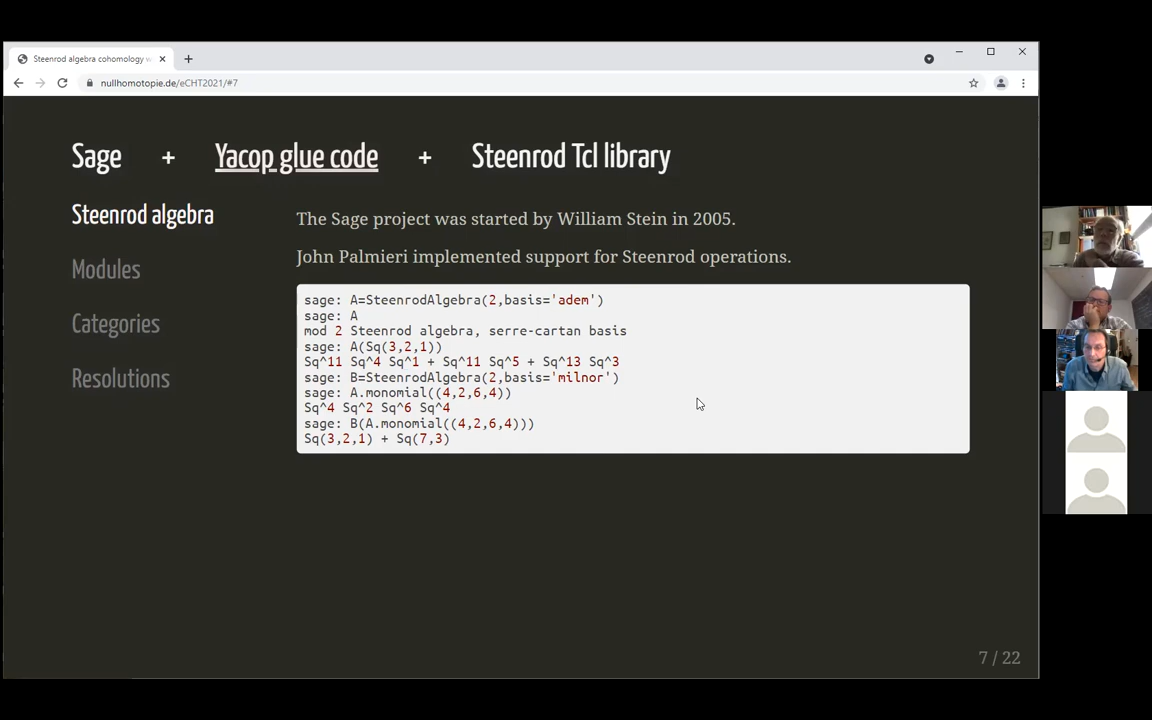 Steenrod algebra cohomology w
nullhomotopie.de/eCHT2021/#7
Sage + Yacop glue code + Steenrod Tcl library
Steenrod algebra
Modules
Categories
Resolutions
The Sage project was started by William Stein in 2005.
John Palmieri implemented support for Steenrod operations.
sage: A=SteenrodAlgebra(2,basis='adem')
sage: A
mod 2 Steenrod algebra, serre-cartan basis
sage: A(Sq(3,2,1))
Sq^11 Sq^4 Sq^1 + Sq^11 Sq^5 + Sq^13 Sq^3
sage: B=SteenrodAlgebra(2,basis='milnor')
sage: A.monomial((4,2,6,4))
Sq^4 Sq^2 Sq^6 Sq^4
sage: B(A.monomial((4,2,6,4)))
Sq(3,2,1) + Sq(7,3)
7 / 22